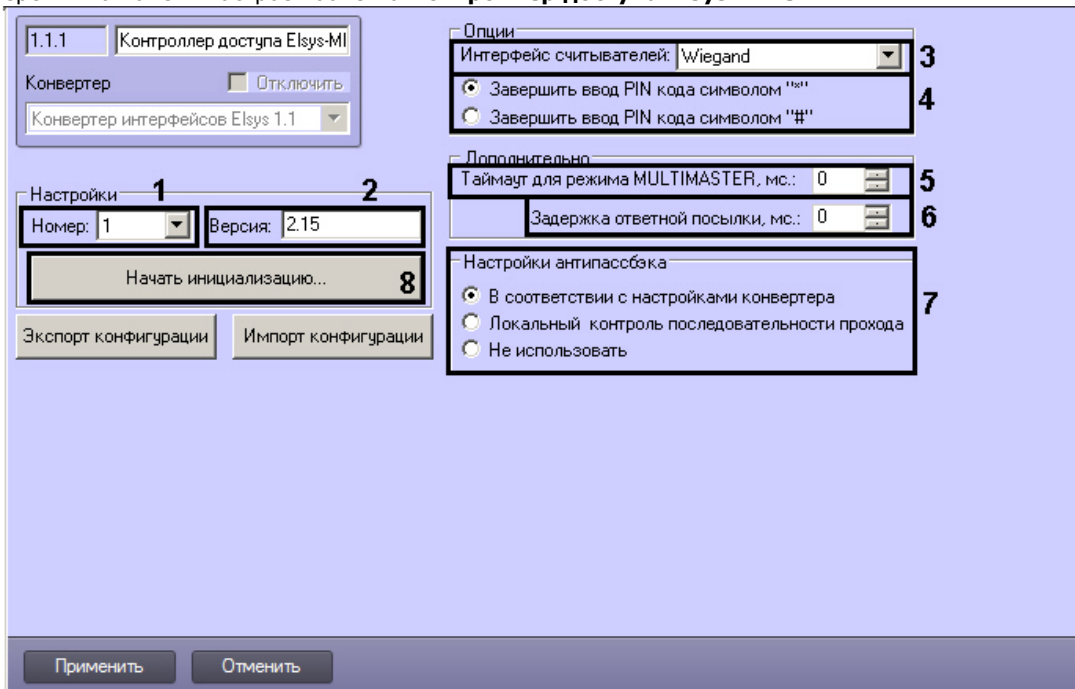 1.1.1 Контроллер доступа Elsys-MI
Конвертер Отключить
Конвертер интерфейсов Elsys 1.1
Настройки 1 2
Номер: 1 Версия: 2.15
Начать инициализацию... 8
Экспорт конфигурации Импорт конфигурации
Опции
Интерфейс считывателей: Wiegand 3
Завершить ввод PIN кода символом "*"
4
Завершить ввод PIN кода символом "#"
Дополнительно
Таймаут для режима MULTIMASTER, мс.: 0 5
Задержка ответной посылки, мс.: 0 6
Настройки антипассбэка
В соответствии с настройками конвертера
7
Локальный контроль последовательности прохода
Не использовать
Применить Отменить